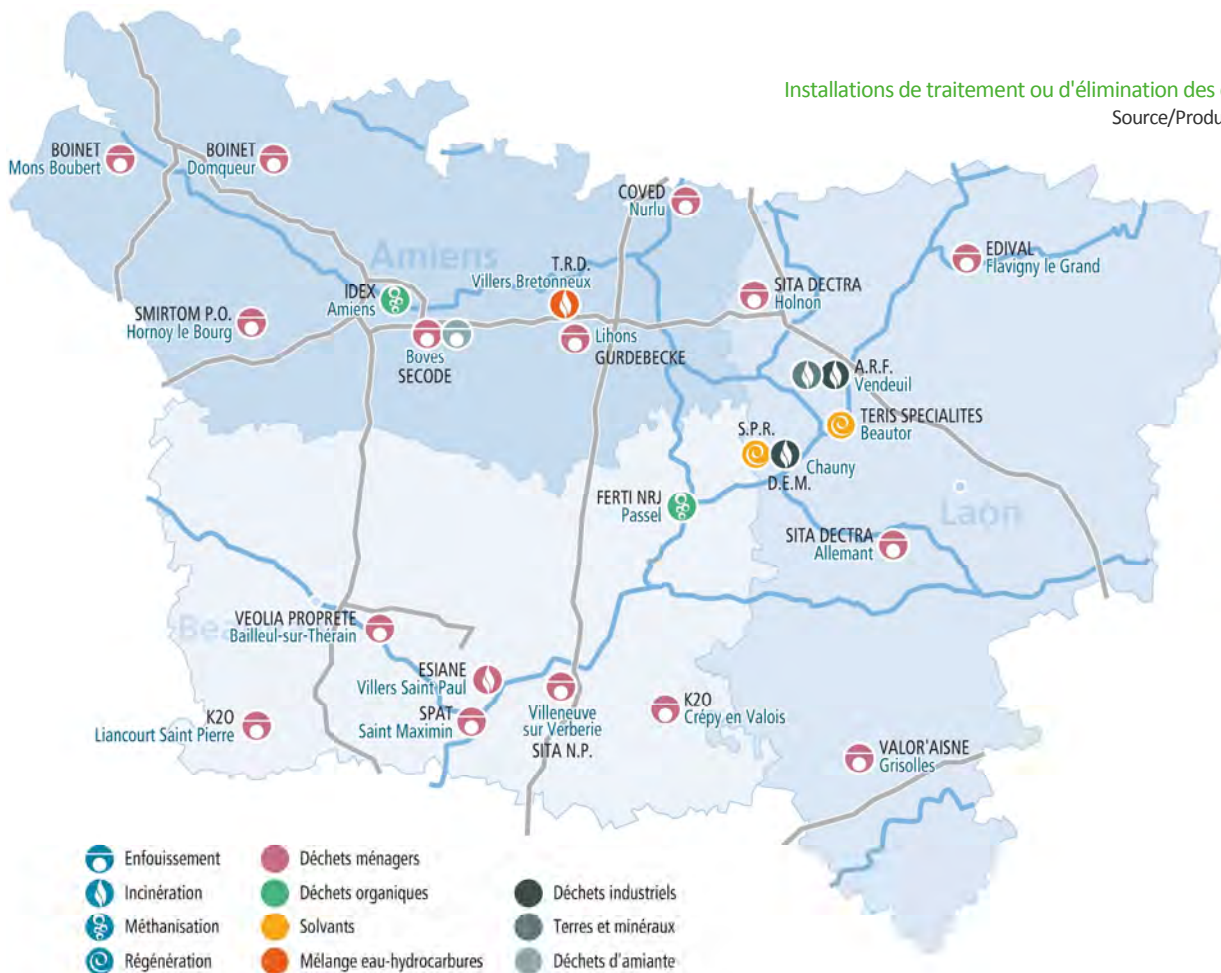 Installations de traitement ou d'élimination des
Source/Produ
BOINET
Mons Boubert
BOINET
Domqueur
COVED
Nurlu
Amiens
T.R.D.
Villers Bretonneux
EDIVAL
Flavigny le Grand
IDEX
Amiens
SITA DECTRA
Holnon
SMIRTOM P.O.
Hornoy le Bourg
Boves
SECODE
Lihons
GURDEBECKE
A.R.F.
Vendeuil
TERIS SPECIALITES
Beautor
S.P.R.
Chauny
D.E.M.
FERTI NRJ
Passel
Laon
SITA DECTRA
Allemant
VEOLIA PROPRETE
Bailleul-sur-Thérain
ESIANE
Villers Saint Paul
K2O
Liancourt Saint Pierre
SPAT
Saint Maximin
Villeneuve
sur Verberie
SITA N.P.
K2O
Crépy en Valois
VALOR'AISNE
Grisolles
Enfouissement
Incinération
Méthanisation
Régénération
Déchets ménagers
Déchets organiques
Solvants
Mélange eau-hydrocarbures
Déchets industriels
Terres et minéraux
Déchets d'amiante